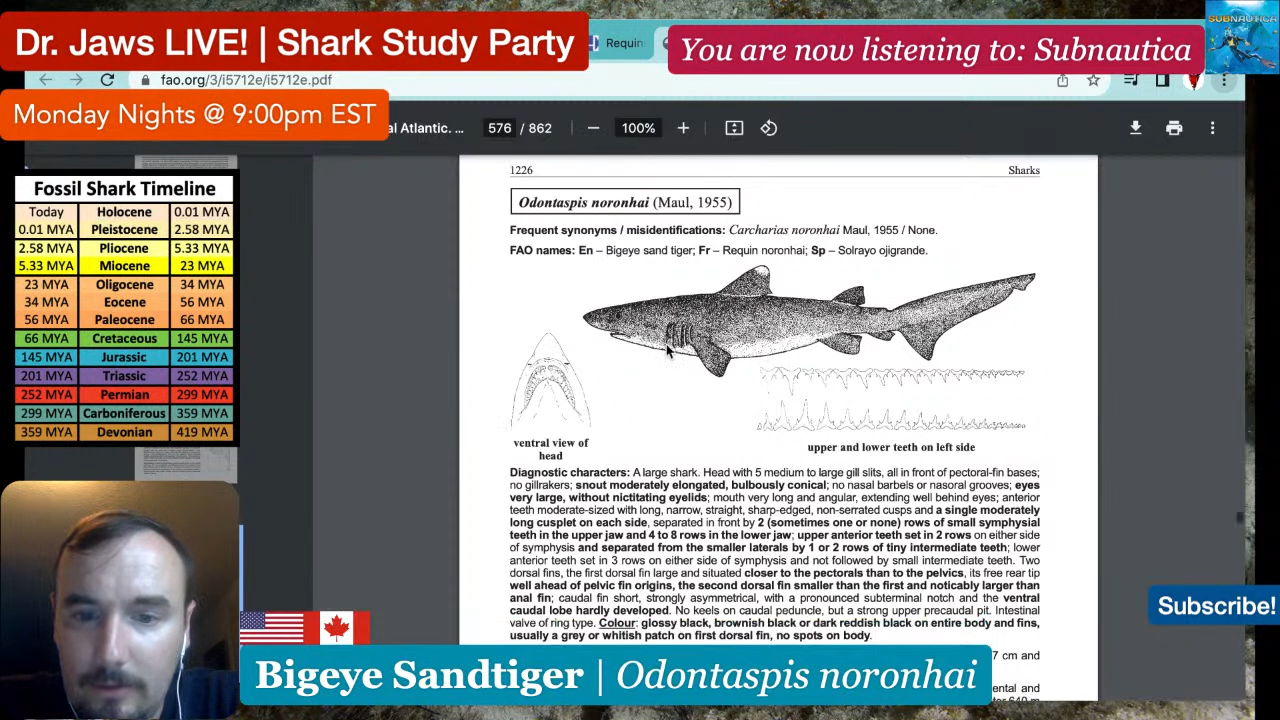 Dr. Jaws LIVE! | Shark Study Party
Requin
You are now listening to: Subnautica
SUBNAUTICA
fao.org/3/i5712e/i5712e.pdf
Monday Nights @ 9:00pm EST
al Atlantic. ...
576 / 862
100%
Fossil Shark Timeline
Today Holocene 0.01 MYA
0.01 MYA Pleistocene 2.58 MYA
2.58 MYA Pliocene 5.33 MYA
5.33 MYA Miocene 23 MYA
23 MYA Oligocene 34 MYA
34 MYA Eocene 56 MYA
56 MYA Paleocene 66 MYA
66 MYA Cretaceous 145 MYA
145 MYA Jurassic 201 MYA
201 MYA Triassic 252 MYA
252 MYA Permian 299 MYA
299 MYA Carboniferous 359 MYA
359 MYA Devonian 419 MYA
1226 Sharks
Odontaspis noronhai (Maul, 1955)
Frequent synonyms / misidentifications: Carcharias noronhai Maul, 1955 / None.
FAO names: En – Bigeye sand tiger; Fr – Requin noronhai; Sp – Solrayo ojigrande.
ventral view of
head
upper and lower teeth on left side
Diagnostic characters: A large shark. Head with 5 medium to large gill slits, all in front of pectoral-fin bases;
no gillrakers; snout moderately elongated, bulbously conical; no nasal barbels or nasoral grooves; eyes
very large, without nictitating eyelids; mouth very long and angular, extending well behind eyes; anterior
teeth moderate-sized with long, narrow, straight, sharp-edged, non-serrated cusps and a single moderately
long cusplet on each side, separated in front by 2 (sometimes one or none) rows of small symphysial
teeth in the upper jaw and 4 to 8 rows in the lower jaw; upper anterior teeth set in 2 rows on either side
of symphysis and separated from the smaller laterals by 1 or 2 rows of tiny intermediate teeth; lower
anterior teeth set in 3 rows on either side of symphysis and not followed by small intermediate teeth. Two
dorsal fins, the first dorsal fin large and situated closer to the pectorals than to the pelvics, its free rear tip
well ahead of pelvic fin origins, the second dorsal fin smaller than the first and noticably larger than
anal fin; caudal fin short, strongly asymmetrical, with a pronounced subterminal notch and the ventral
caudal lobe hardly developed. No keels on caudal peduncle, but a strong upper precaudal pit. Intestinal
valve of ring type. Colour: glossy black, brownish black or dark reddish black on entire body and fins,
usually a grey or whitish patch on first dorsal fin, no spots on body.
7 cm and
ental and
Subscribe!
Bigeye Sandtiger | Odontaspis noronhai